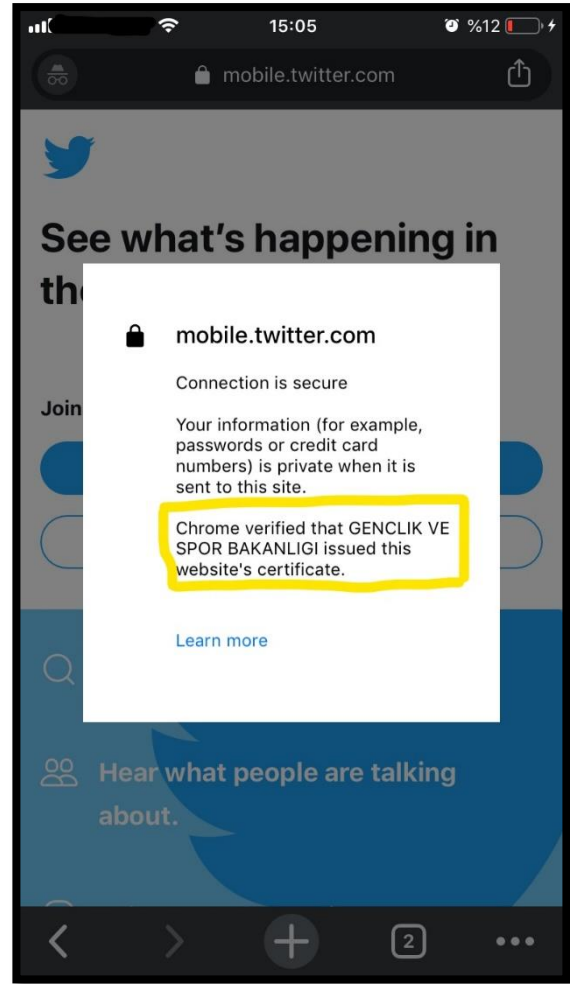 15:05
%12
mobile.twitter.com
See what's happening in
the
mobile.twitter.com
Connection is secure
Join
Your information (for example,
passwords or credit card
numbers) is private when it is
sent to this site.
Chrome verified that GENCLIK VE
SPOR BAKANLIGI issued this
website's certificate.
Learn more
Hear what people are talking
about.
2